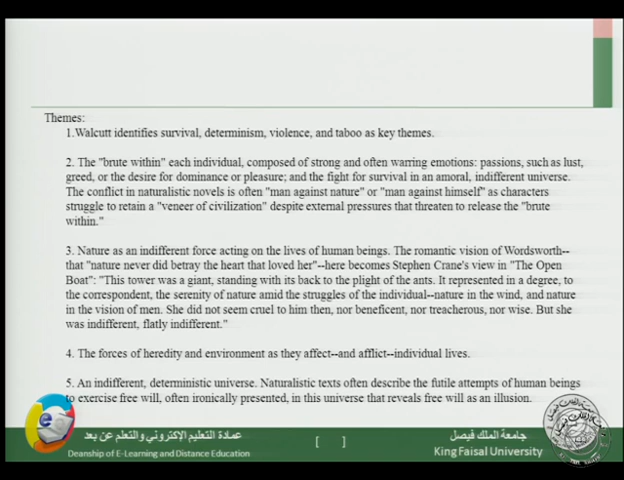 Themes:
1.Walcutt identifies survival, determinism, violence, and taboo as key themes.
2. The "brute within" each individual, composed of strong and often warring emotions: passions, such as lust,
greed, or the desire for dominance or pleasure; and the fight for survival in an amoral, indifferent universe.
The conflict in naturalistic novels is often "man against nature" or "man against himself" as characters
struggle to retain a "veneer of civilization" despite external pressures that threaten to release the "brute
within."
3. Nature as an indifferent force acting on the lives of human beings. The romantic vision of Wordsworth--
that "nature never did betray the heart that loved her"--here becomes Stephen Crane's view in "The Open
Boat": "This tower was a giant, standing with its back to the plight of the ants. It represented in a degree, to
the correspondent, the serenity of nature amid the struggles of the individual--nature in the wind, and nature
in the vision of men. She did not seem cruel to him then, nor beneficent, nor treacherous, nor wise. But she
was indifferent, flatly indifferent."
4. The forces of heredity and environment as they affect--and afflict--individual lives.
5. An indifferent, deterministic universe. Naturalistic texts often describe the futile attempts of human beings
to exercise free will, often ironically presented, in this universe that reveals free will as an illusion.
عمادة التعليم الإلكتروني والتعلم عن بعد
Deanship of E-Learning and Distance Education
[ ]
جامعة الملك فيصل
King Faisal University